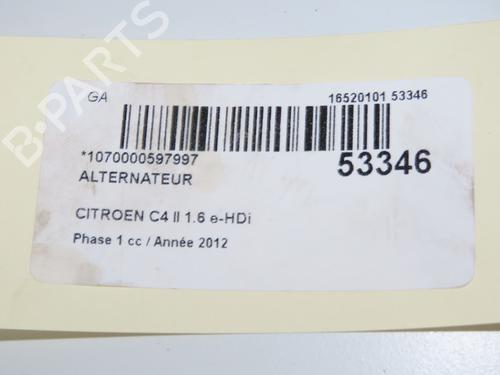 GA 16520101 53346
*1070000597997 53346
ALTERNATEUR
CITROEN C4 II 1.6 e-HDi
Phase 1 cc / Année 2012
B-PARTS